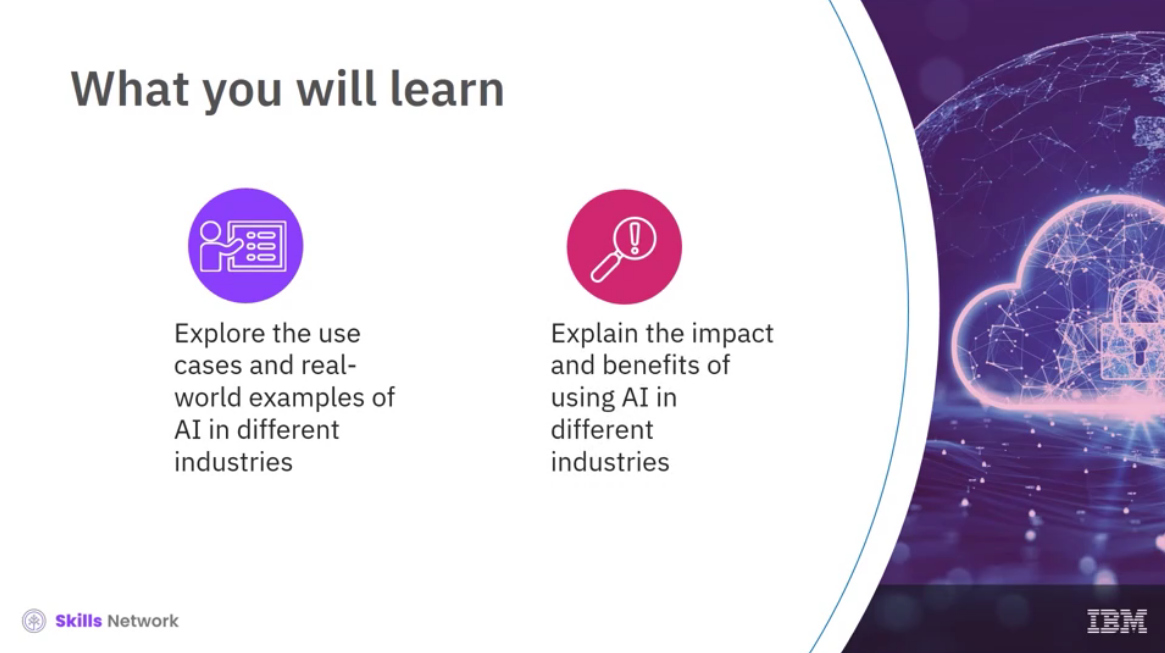 What you will learn
Explore the use
cases and real-
world examples of
AI in different
industries
Explain the impact
and benefits of
using AI in
different
industries
Skills Network
IBM